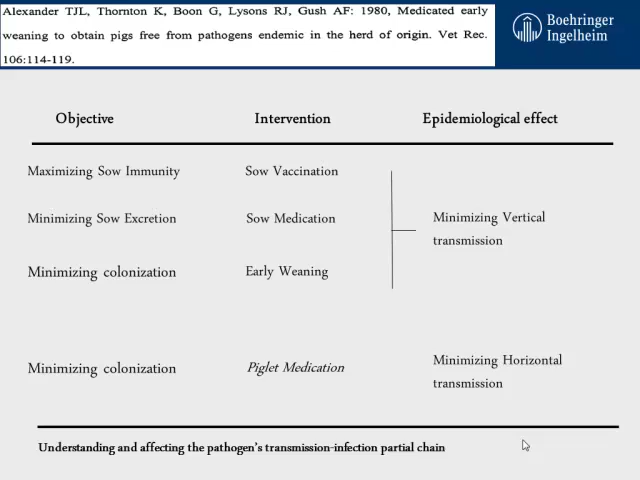 Alexander TJL, Thornton K, Boon G, Lysons RJ, Gush AF: 1980, Medicated early
weaning to obtain pigs free from pathogens endemic in the herd of origin. Vet Rec.
106:114-119.
Boehringer
Ingelheim
Objective Intervention Epidemiological effect
Maximizing Sow Immunity Sow Vaccination
Minimizing Sow Excretion Sow Medication Minimizing Vertical
transmission
Minimizing colonization Early Weaning
Minimizing colonization Piglet Medication Minimizing Horizontal
transmission
Understanding and affecting the pathogen's transmission-infection partial chain